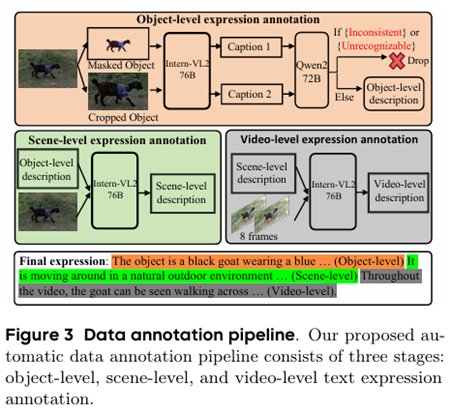 Object-level expression annotation
Masked Object
Cropped Object
Intern-VL2
76B
Caption 1
Caption 2
Qwen2
72B
If {Inconsistent} or
{Unrecognizable}
Drop
Else
Object-level
description
Scene-level expression annotation
Object-level
description
Intern-VL2
76B
Scene-level
description
Video-level expression annotation
Scene-level
description
8 frames
Intern-VL2
76B
Video-level
description
Final expression: The object is a black goat wearing a blue … (Object-level) It
is moving around in a natural outdoor environment … (Scene-level) Throughout
the video, the goat can be seen walking across … (Video-level).
Figure 3 Data annotation pipeline. Our proposed au-
tomatic data annotation pipeline consists of three stages:
object-level, scene-level, and video-level text expression
annotation.